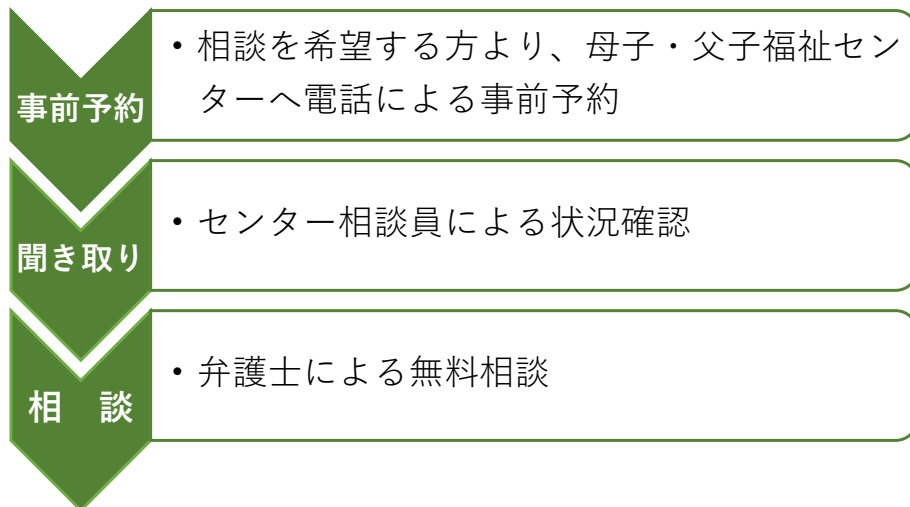 事前予約
・相談を希望する方より、母子・父子福祉セン
ターへ電話による事前予約
聞き取り
・センター相談員による状況確認
相　談
・弁護士による無料相談